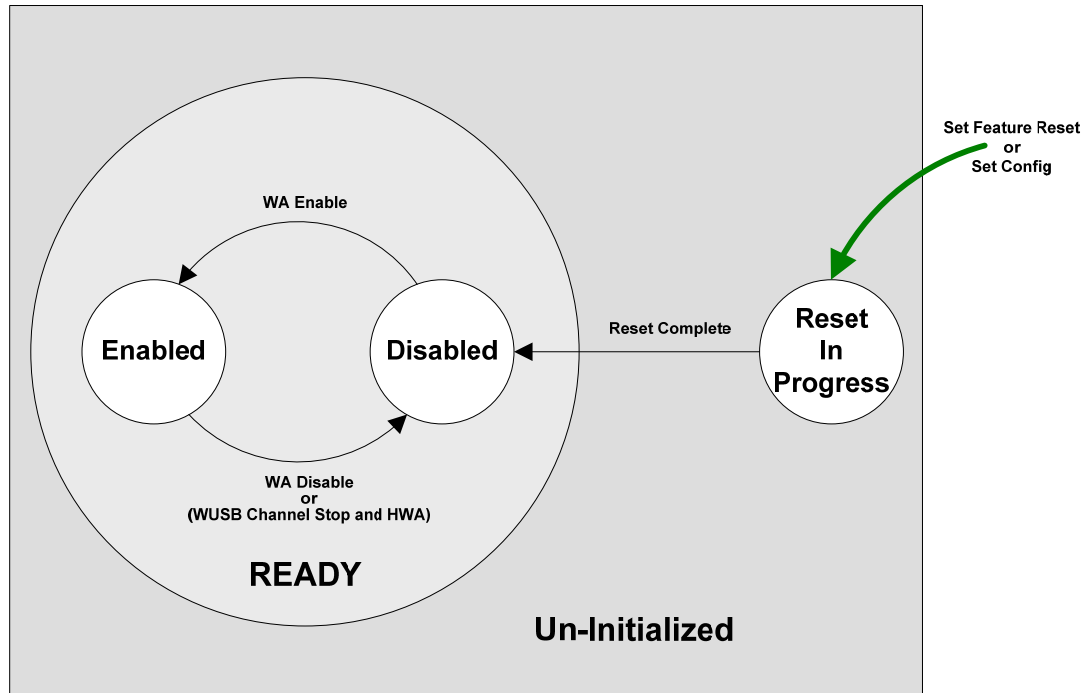 Set Feature Reset
or
Set Config
WA Enable
Enabled
Disabled
Reset Complete
Reset
In
Progress
WA Disable
or
(WUSB Channel Stop and HWA)
READY
Un-Initialized